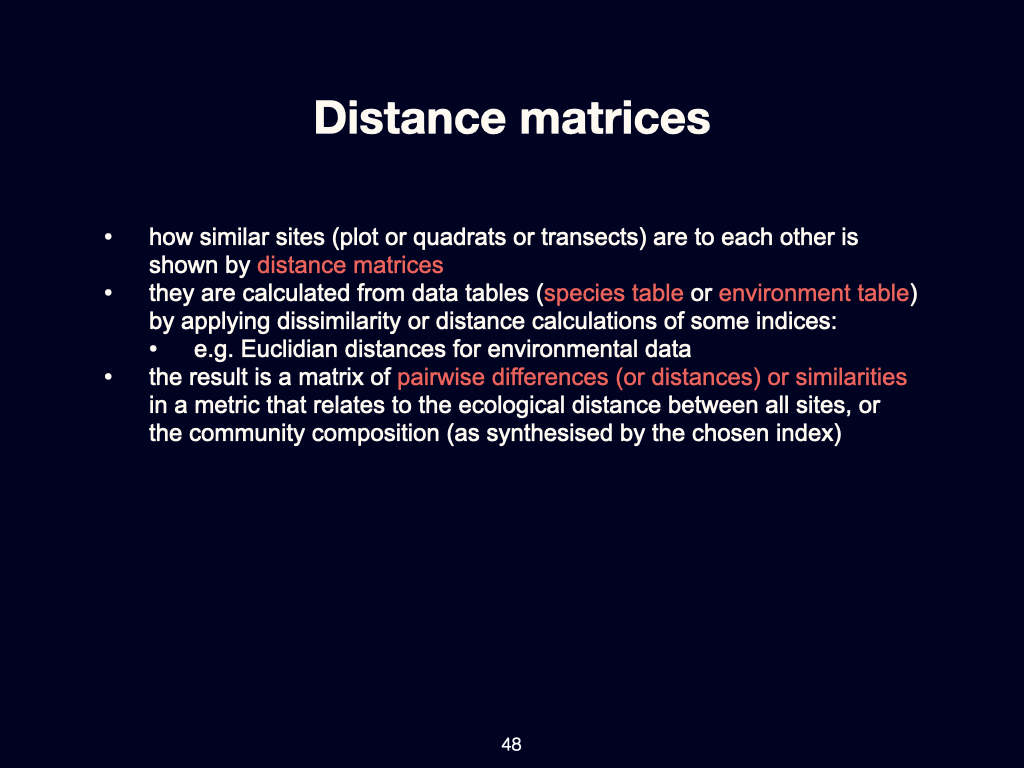 Distance matrices
• how similar sites (plot or quadrats or transects) are to each other is
shown by distance matrices
• they are calculated from data tables (species table or environment table)
by applying dissimilarity or distance calculations of some indices:
• e.g. Euclidian distances for environmental data
• the result is a matrix of pairwise differences (or distances) or similarities
in a metric that relates to the ecological distance between all sites, or
the community composition (as synthesised by the chosen index)
48